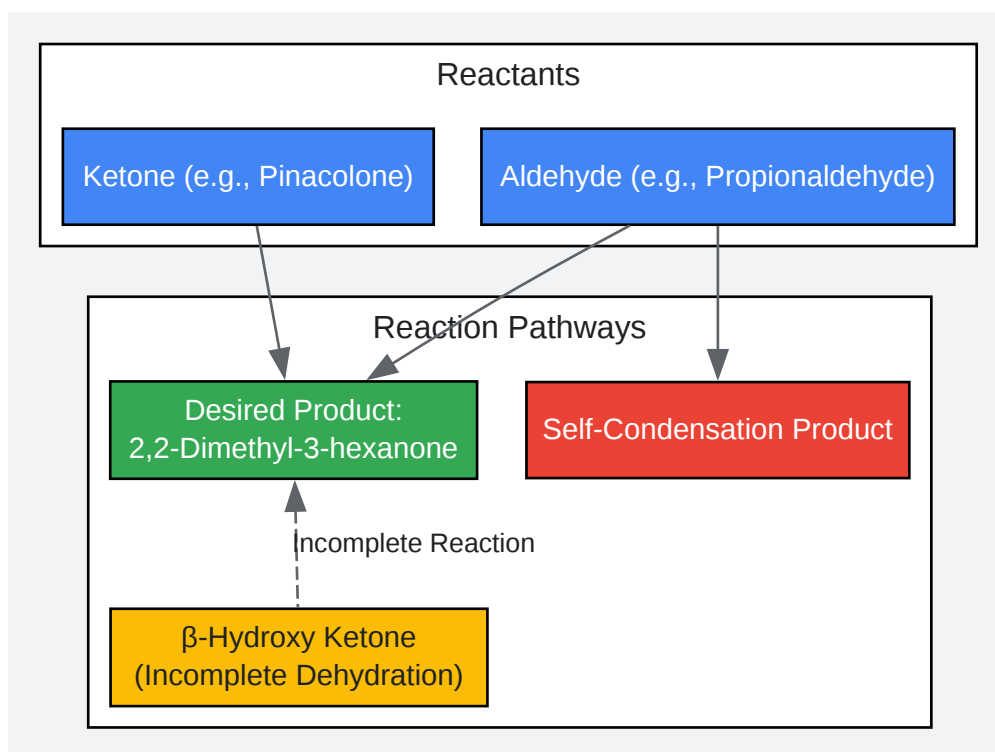 Reactants
Ketone (e.g., Pinacolone)
Aldehyde (e.g., Propionaldehyde)
Reaction Pathways
Desired Product:
2,2-Dimethyl-3-hexanone
Self-Condensation Product
Incomplete Reaction
β-Hydroxy Ketone
(Incomplete Dehydration)